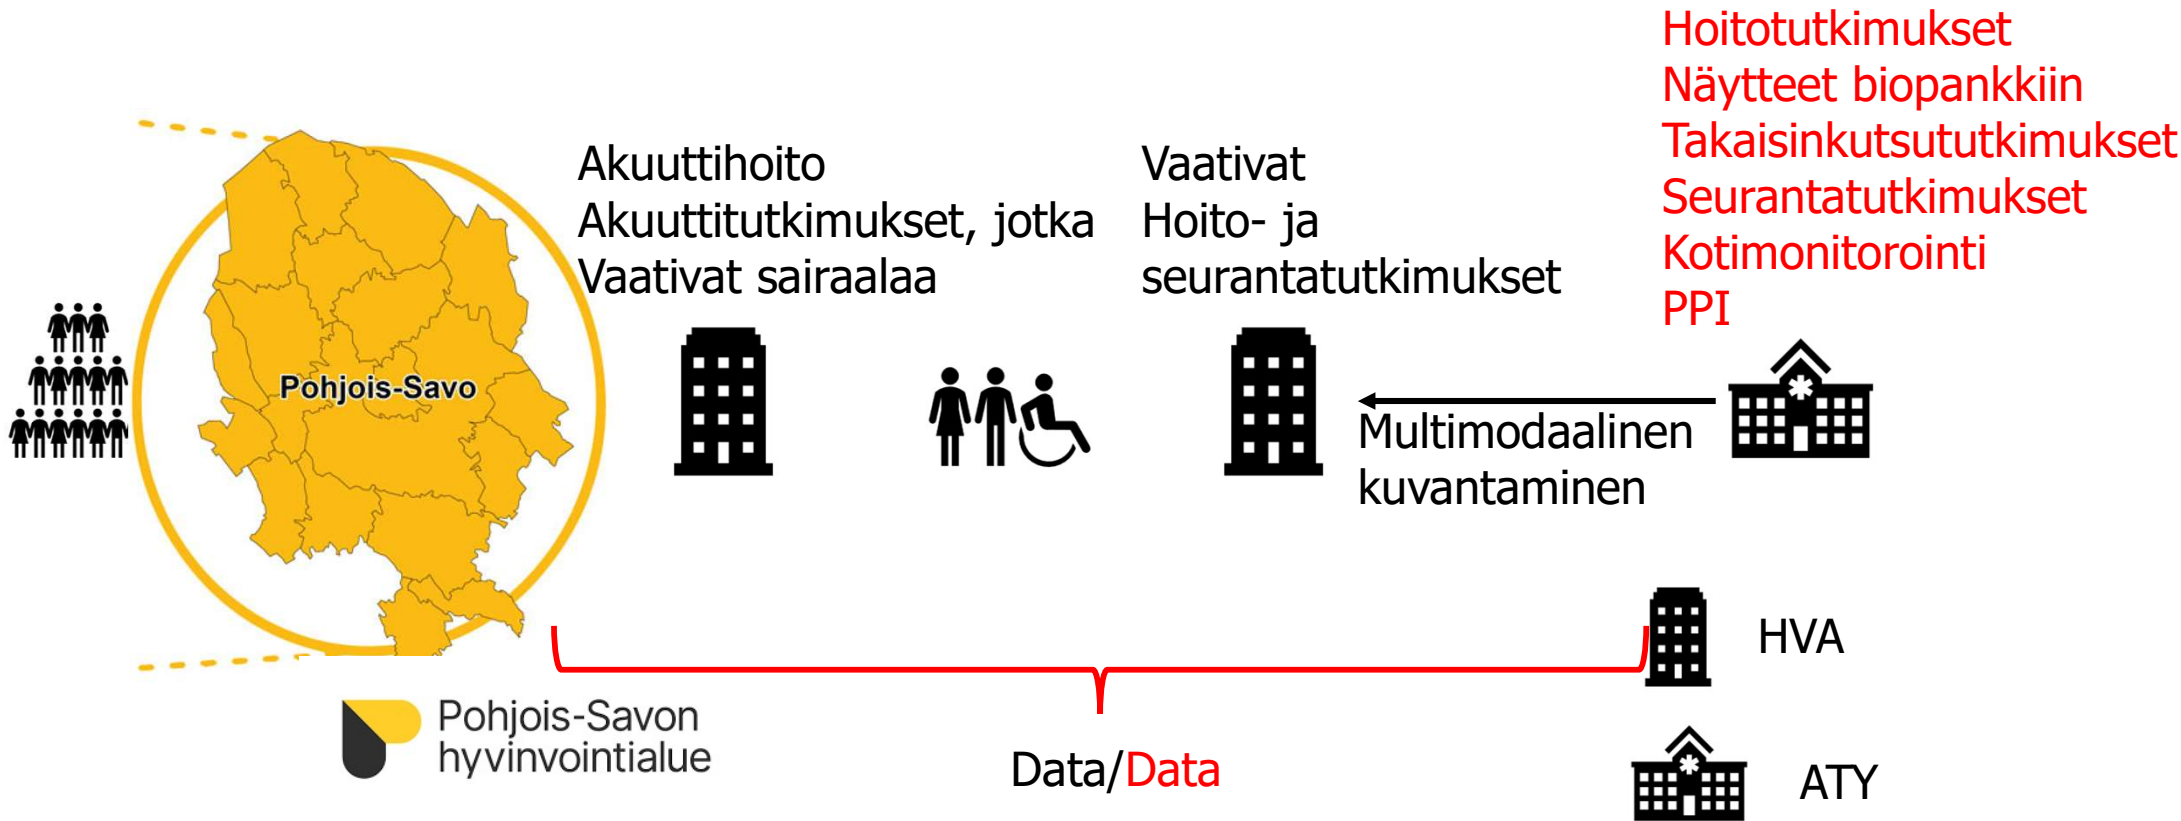 Hoitotutkimukset
Näytteet biopankkiin
Takaisinkutsututkimukset
Seurantatutkimukset
Kotimonitorointi
PPI
Akuuttihoito
Akuuttitutkimukset, jotka
Vaativat sairaalaa
Vaativat
Hoito- ja
seurantatutkimukset
Pohjois-Savo
Multimodaalinen
kuvantaminen
HVA
Pohjois-Savon
hyvinvointialue
Data/Data
ATY